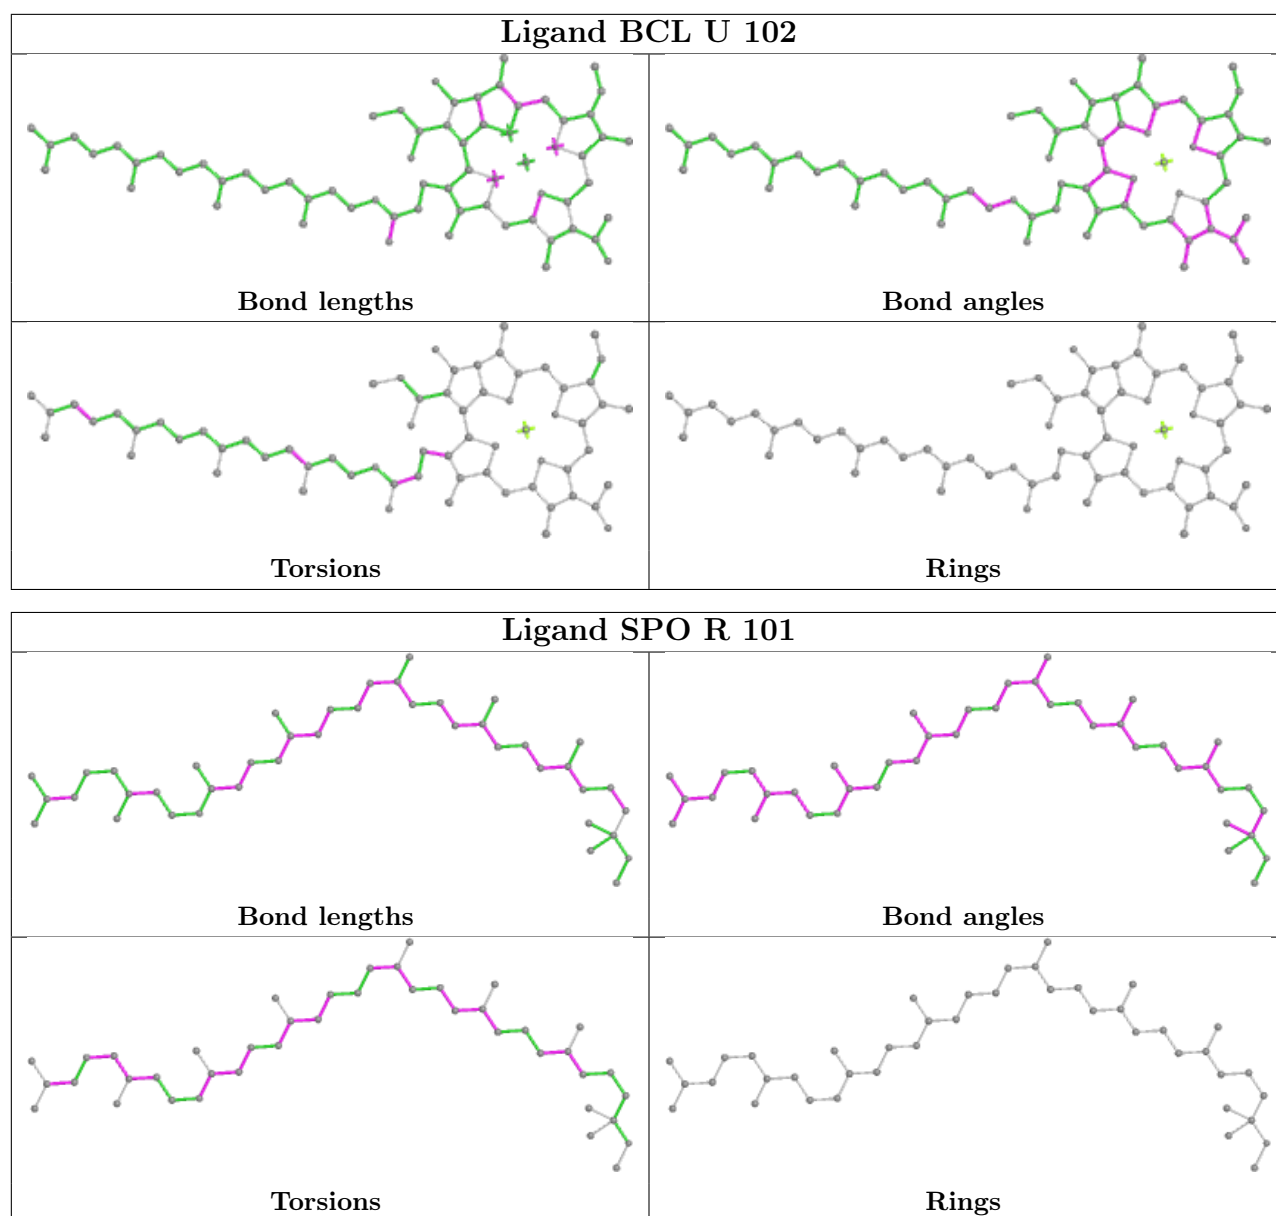 Ligand BCL U 102
Bond lengths
Bond angles
Torsions
Rings
Ligand SPO R 101
Bond lengths
Bond angles
Torsions
Rings